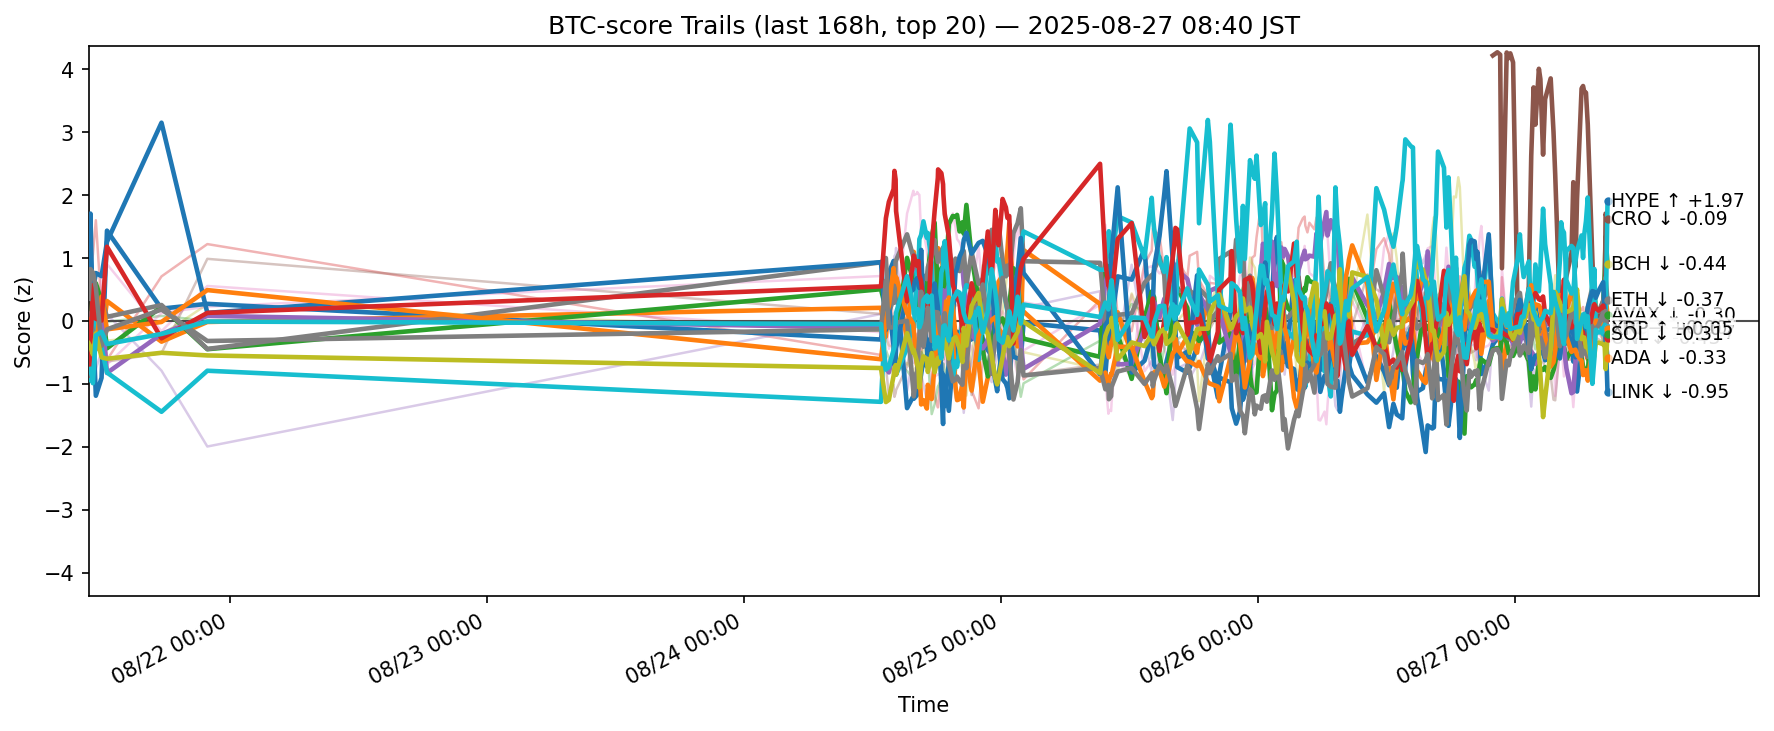 BTC-score Trails (last 168h, top 20) — 2025-08-27 08:40 JST
Score (z)
4
3
2
1
0
−1
−2
−3
−4
HYPE ↑ +1.97
CRO ↓ -0.09
BCH ↓ -0.44
ETH ↓ -0.37
AVAX ↓ -0.30
XRP ↑
SOL ↓
ADA ↓ -0.33
LINK ↓ -0.95
08/22 00:00
08/23 00:00
08/24 00:00
08/25 00:00
08/26 00:00
08/27 00:00
Time